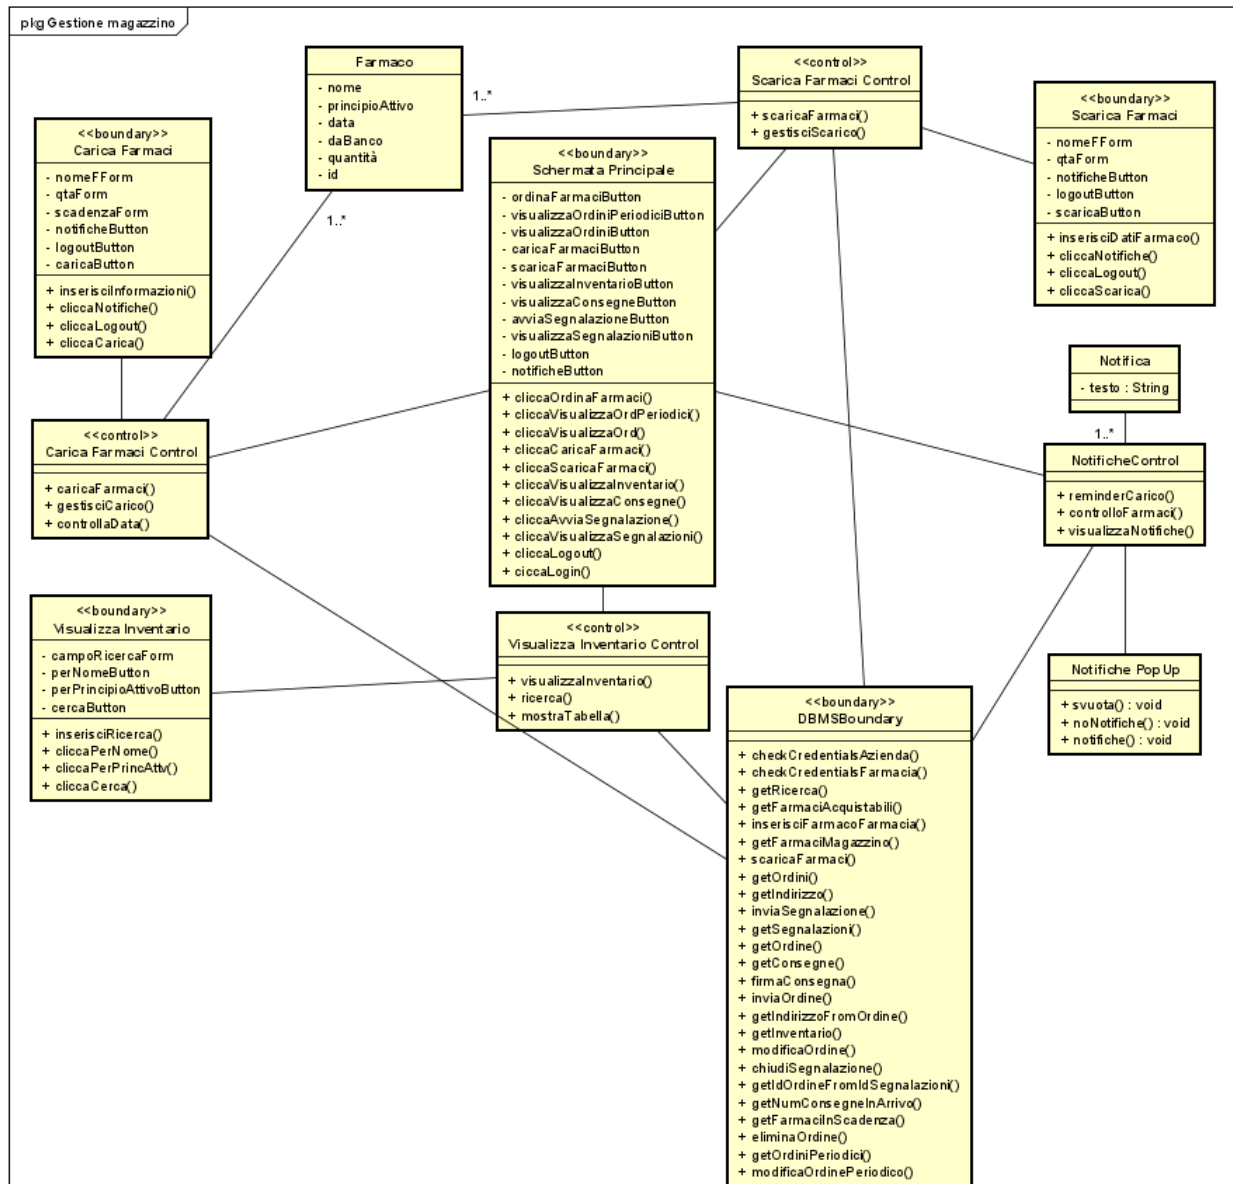 pkg Gestione magazzino
Farmaco
- nome
- principioAttivo
- data
- daBanco
- quantità
- id
1..*
1..*
<<control>>
Scarica Farmaci Control
+ scaricaFarmaci()
+ gestisciScarico()
<<boundary>>
Scarica Farmaci
- nomeFForm
- qtaForm
- notificheButton
- logoutButton
- scaricaButton
+ inserisciDatiFarmaco()
+ cliccaNotifiche()
+ cliccaLogout()
+ cliccaScarica()
<<boundary>>
Carica Farmaci
- nomeFForm
- qtaForm
- scadenzaForm
- notificheButton
- logoutButton
- caricaButton
+ inserisciInformazioni()
+ cliccaNotifiche()
+ cliccaLogout()
+ cliccaCarica()
<<boundary>>
Schermata Principale
- ordinaFarmaciButton
- visualizzaOrdiniPeriodiciButton
- visualizzaOrdiniButton
- caricaFarmaciButton
- scaricaFarmaciButton
- visualizzaInventarioButton
- visualizzaConsegneButton
- avviaSegnalazioneButton
- visualizzaSegnalazioniButton
- logoutButton
- notificheButton
+ cliccaOrdinaFarmaci()
+ cliccaVisualizzaOrdPeriodici()
+ cliccaVisualizzaOrd()
+ cliccaCaricaFarmaci()
+ cliccaScaricaFarmaci()
+ cliccaVisualizzaInventario()
+ cliccaVisualizzaConsegne()
+ cliccaAvviaSegnalazione()
+ cliccaVisualizzaSegnalazioni()
+ cliccaLogout()
+ ciccaLogin()
Notifica
- testo : String
1..*
NotificheControl
+ reminderCarico()
+ controlloFarmaci()
+ visualizzaNotifiche()
<<control>>
Carica Farmaci Control
+ caricaFarmaci()
+ gestisciCarico()
+ controllaData()
<<boundary>>
Visualizza Inventario
- campoRicercaForm
- perNomeButton
- perPrincipioAttivoButton
- cercaButton
+ inserisciRicerca()
+ cliccaPerNome()
+ cliccaPerPrincAttv()
+ cliccaCerca()
<<control>>
Visualizza Inventario Control
+ visualizzaInventario()
+ ricerca()
+ mostraTabella()
Notifiche PopUp
+ svuota() : void
+ noNotifiche() : void
+ notifiche() : void
<<boundary>>
DBMSBoundary
+ checkCredentialsAzienda()
+ checkCredentialsFarmacia()
+ getRicerca()
+ getFarmaciAcquistabili()
+ inserisciFarmacoFarmacia()
+ getFarmaciMagazzino()
+ scaricaFarmaci()
+ getOrdini()
+ getIndirizzo()
+ inviaSegnalazione()
+ getSegnalazioni()
+ getOrdine()
+ getConsegne()
+ firmaConsegna()
+ inviaOrdine()
+ getIndirizzoFromOrdine()
+ getInventario()
+ modificaOrdine()
+ chiudiSegnalazione()
+ getIdOrdineFromIdSegnalazioni()
+ getNumConsegneInArrivo()
+ getFarmaciInScadenza()
+ eliminaOrdine()
+ getOrdiniPeriodici()
+ modificaOrdinePeriodico()